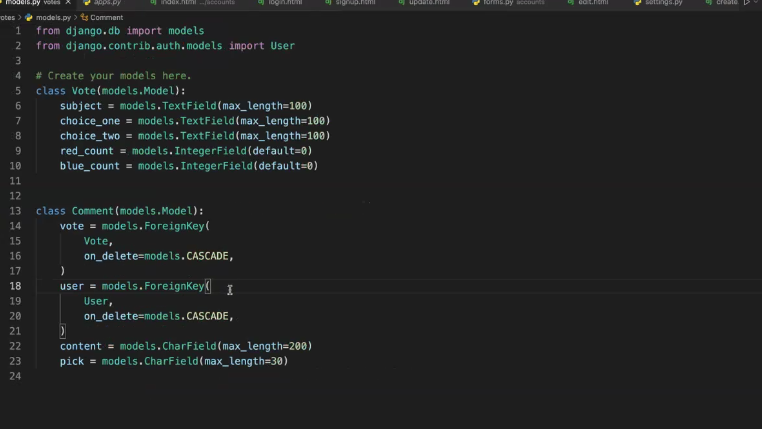 models.py votes × apps.py index.html .../accounts login.html signup.html update.html forms.py accounts edit.html settings.py create
otes > models.py > Comment
1 from django.db import models
2 from django.contrib.auth.models import User
3
4 # Create your models here.
5 class Vote(models.Model):
6 subject = models.TextField(max_length=100)
7 choice_one = models.TextField(max_length=100)
8 choice_two = models.TextField(max_length=100)
9 red_count = models.IntegerField(default=0)
10 blue_count = models.IntegerField(default=0)
11
12
13 class Comment(models.Model):
14 vote = models.ForeignKey(
15 Vote,
16 on_delete=models.CASCADE,
17 )
18 user = models.ForeignKey(
19 User,
20 on_delete=models.CASCADE,
21 )
22 content = models.CharField(max_length=200)
23 pick = models.CharField(max_length=30)
24